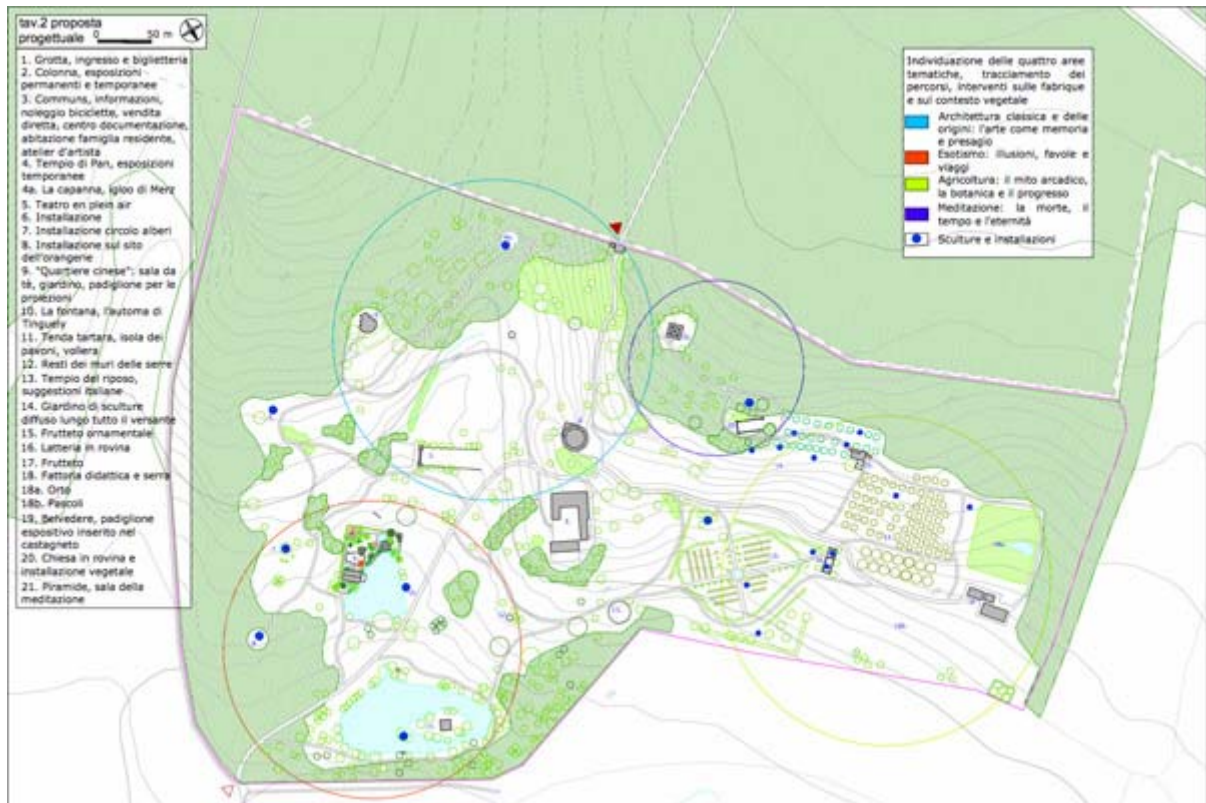 tav.2 proposta
progettuale 0 50 m
1. Grotta, ingresso e biglietteria
2. Colonna, esposizioni
permanenti e temporanee
3. Communs, informazioni,
noleggio biciclette, vendita
diretta, centro documentazione,
abitazione famiglia residente,
atelier d'artista
4. Tempio di Pan, esposizioni
temporanee
4a. La capanna, igloo di Merz
5. Teatro en plein air
6. Installazione
7. Installazione circolo alberi
8. Installazione sul sito
dell'orangerie
9. "Quartiere cinese": sala da
tè, giardino, padiglione per le
proiezioni
10. La fontana, l'automa di
Tinguely
11. Tenda tartara, isola dei
pavoni, voliera
12. Resti dei muri delle serre
13. Tempio del riposo,
suggestioni italiane
14. Giardino di sculture
diffuso lungo tutto il versante
15. Frutteto ornamentale
16. Latteria in rovina
17. Frutteto
18. Fattoria didattica e serra
18a. Orto
18b. Pascoli
19. Belvedere, padiglione
espositivo inserito nel
castagneto
20. Chiesa in rovina e
installazione vegetale
21. Piramide, sala della
meditazione
Individuazione delle quattro aree
tematiche, tracciamento dei
percorsi, interventi sulle fabrique
e sul contesto vegetale
Architettura classica e delle
origini: l'arte come memoria
e presagio
Esotismo: illusioni, favole e
viaggi
Agricoltura: il mito arcadico,
la botanica e il progresso
Meditazione: la morte, il
tempo e l'eternità
Sculture e installazioni